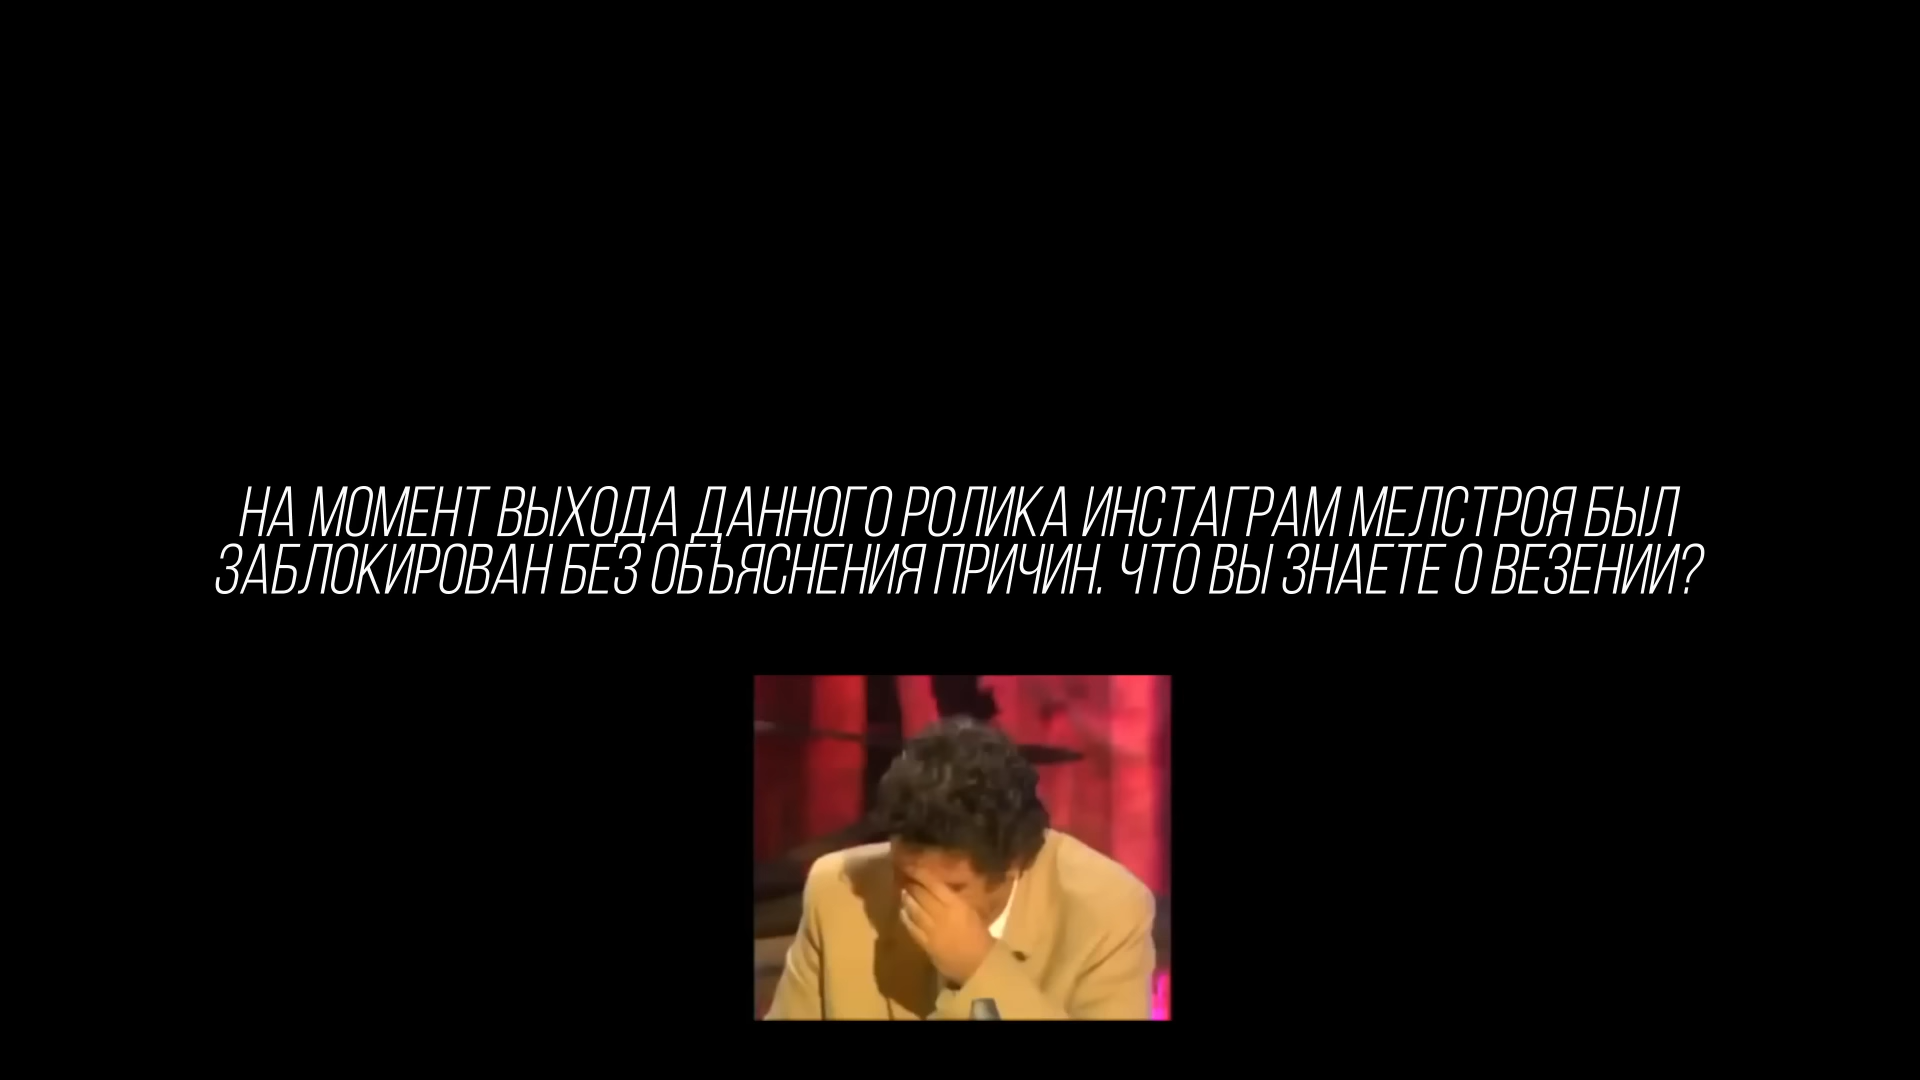 НА МОМЕНТ ВЫХОДА ДАННОГО РОЛИКА ИНСТАГРАМ МЕЛСТРОЯ БЫЛ
ЗАБЛОКИРОВАН БЕЗ ОБЪЯСНЕНИЯ ПРИЧИН. ЧТО ВЫ ЗНАЕТЕ О ВЕЗЕНИИ?